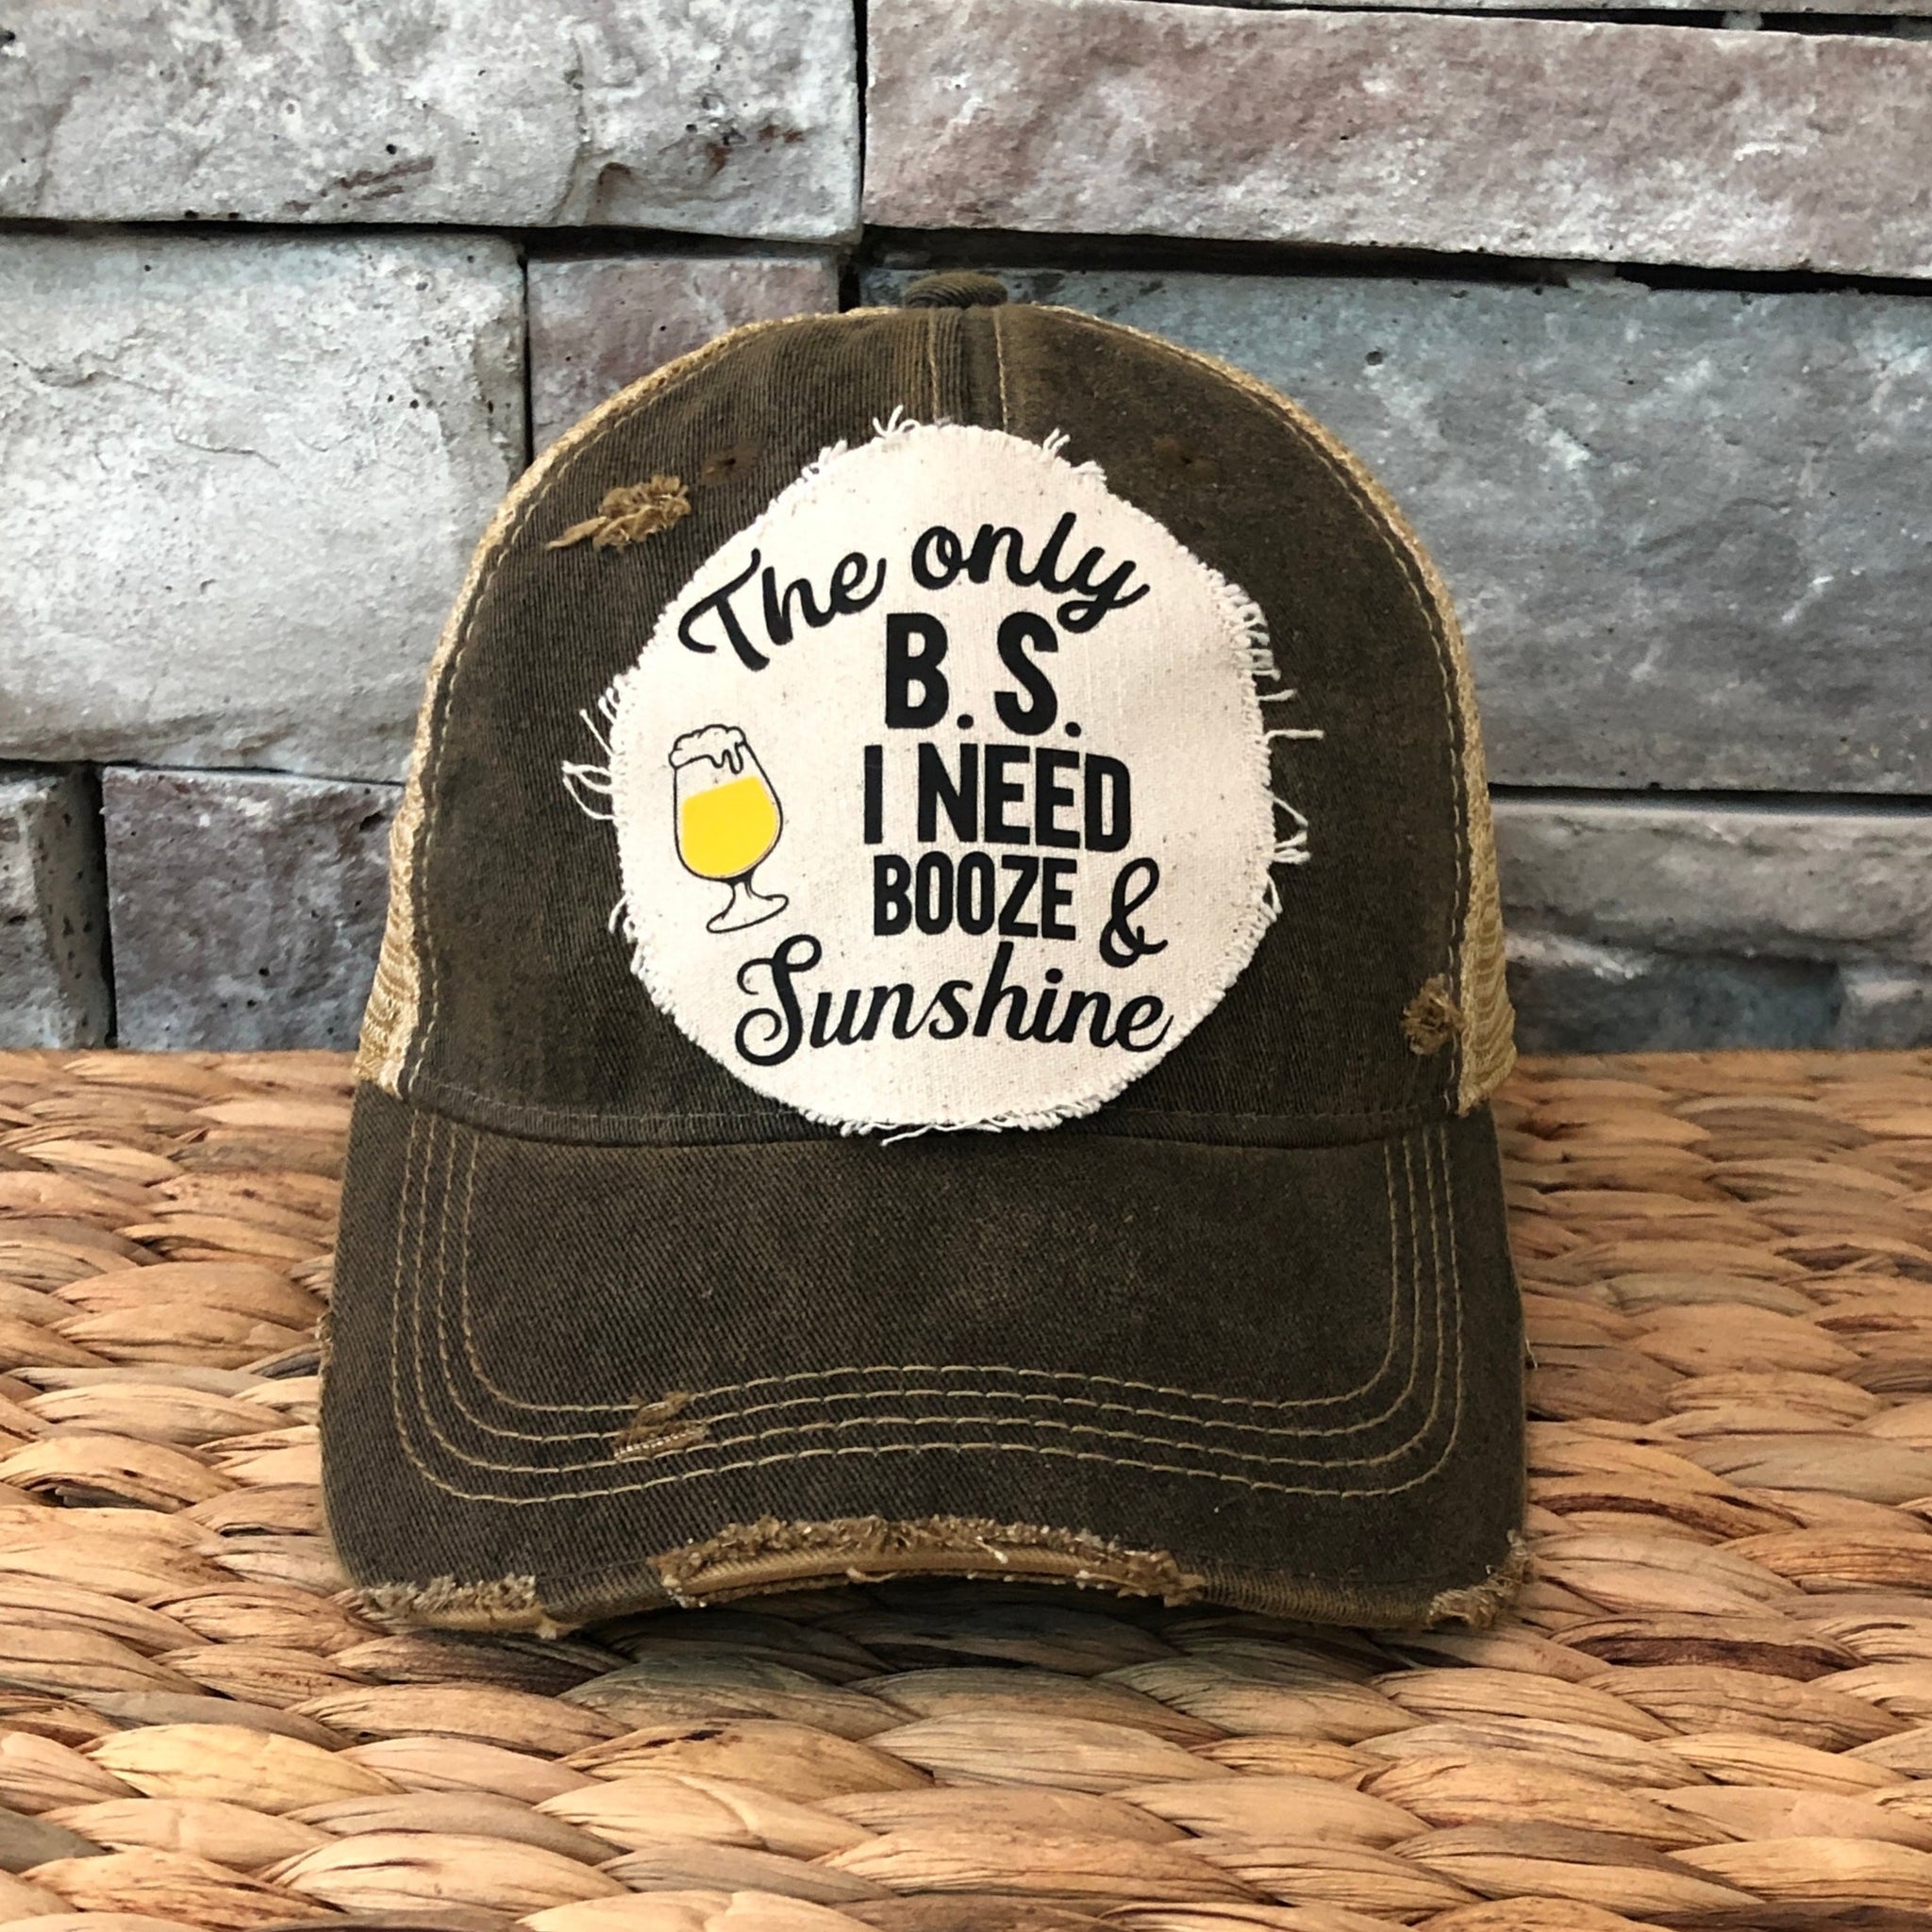 The only
B.S.
I NEED
BOOZE &
Sunshine